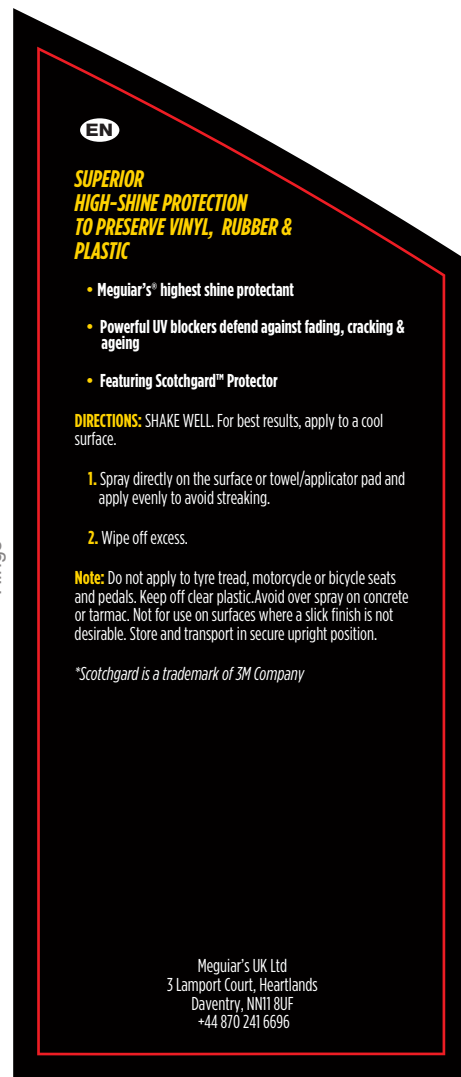 EN
SUPERIOR
HIGH-SHINE PROTECTION
TO PRESERVE VINYL, RUBBER &
PLASTIC
• Meguiar's® highest shine protectant
• Powerful UV blockers defend against fading, cracking &
ageing
• Featuring Scotchgard™ Protector
DIRECTIONS: SHAKE WELL. For best results, apply to a cool
surface.
1. Spray directly on the surface or towel/applicator pad and
apply evenly to avoid streaking.
2. Wipe off excess.
Note: Do not apply to tyre tread, motorcycle or bicycle seats
and pedals. Keep off clear plastic.Avoid over spray on concrete
or tarmac. Not for use on surfaces where a slick finish is not
desirable. Store and transport in secure upright position.
*Scotchgard is a trademark of 3M Company
Meguiar's UK Ltd
3 Lamport Court, Heartlands
Daventry, NN11 8UF
+44 870 241 6696